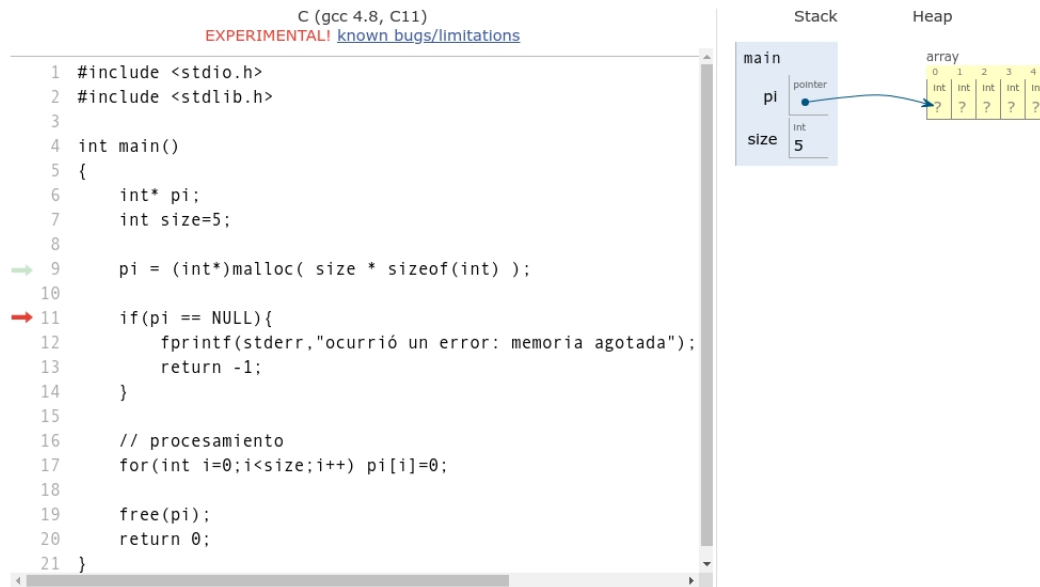 C (gcc 4.8, C11)
EXPERIMENTAL! known bugs/limitations
1 #include <stdio.h>
2 #include <stdlib.h>
3
4 int main()
5 {
6 int* pi;
7 int size=5;
8
9 pi = (int*)malloc( size * sizeof(int) );
10
11 if(pi == NULL){
12 fprintf(stderr,"ocurrió un error: memoria agotada");
13 return -1;
14 }
15
16 // procesamiento
17 for(int i=0;i<size;i++) pi[i]=0;
18
19 free(pi);
20 return 0;
21 }
Stack Heap
main
pointer
pi
int
size 5
array
0 1 2 3 4
int int int int in
? ? ? ? ?